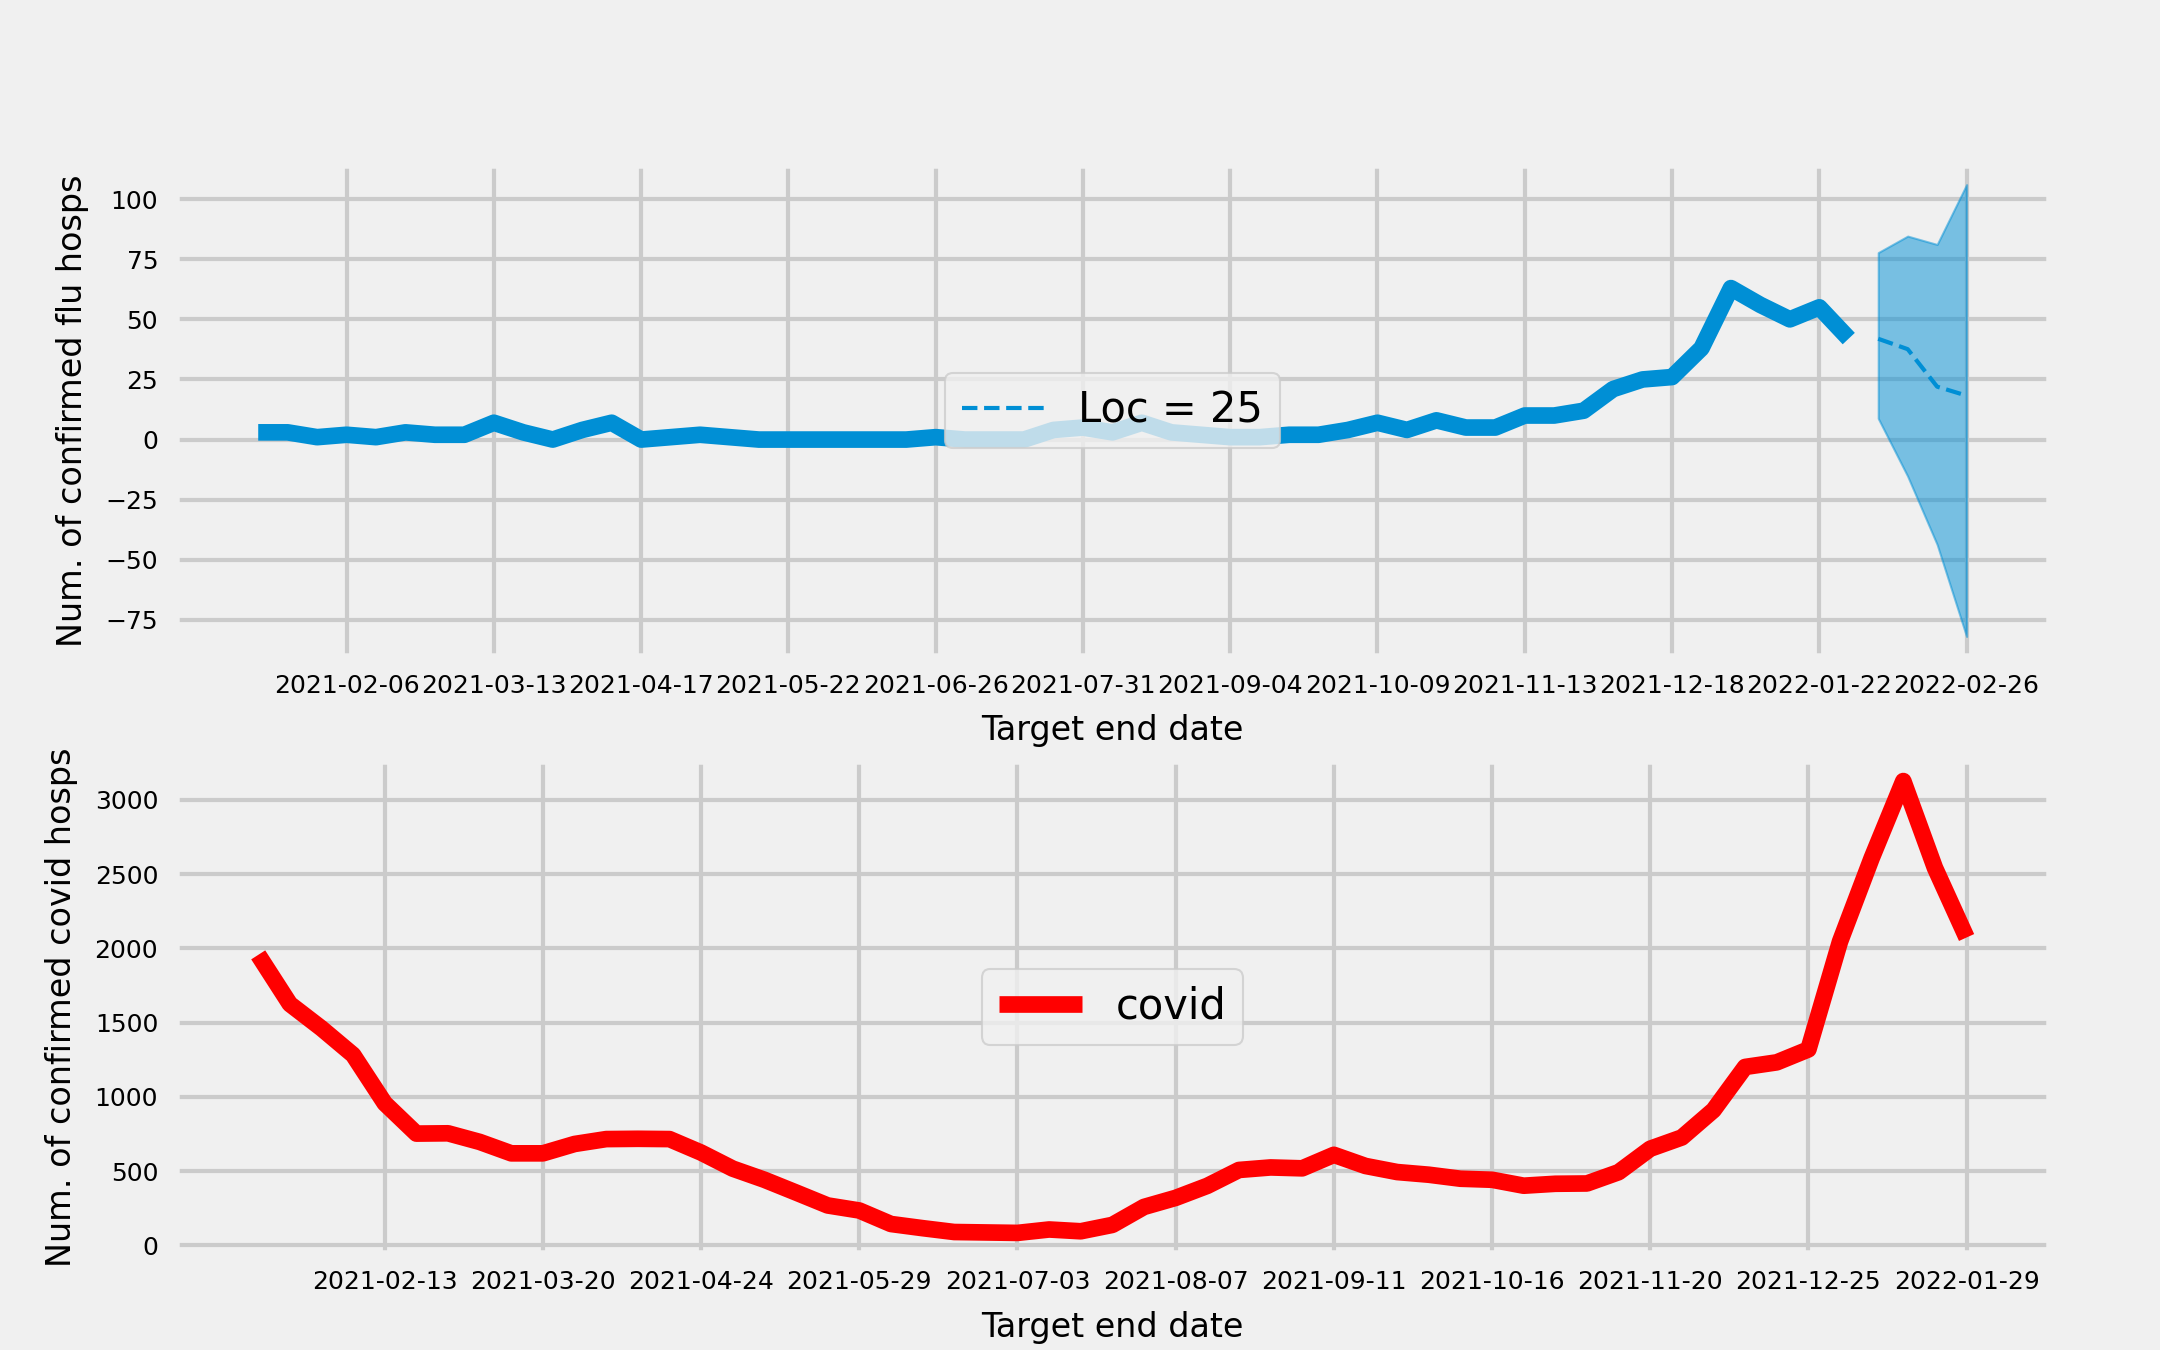 Num. of confirmed flu hosps
100
75
50
25
0
−25
−50
−75
Loc = 25
2021-02-06 2021-03-13 2021-04-17 2021-05-22 2021-06-26 2021-07-31 2021-09-04 2021-10-09 2021-11-13 2021-12-18 2022-01-22 2022-02-26
Target end date
Num. of confirmed covid hosps
3000
2500
2000
1500
1000
500
0
covid
2021-02-13 2021-03-20 2021-04-24 2021-05-29 2021-07-03 2021-08-07 2021-09-11 2021-10-16 2021-11-20 2021-12-25 2022-01-29
Target end date